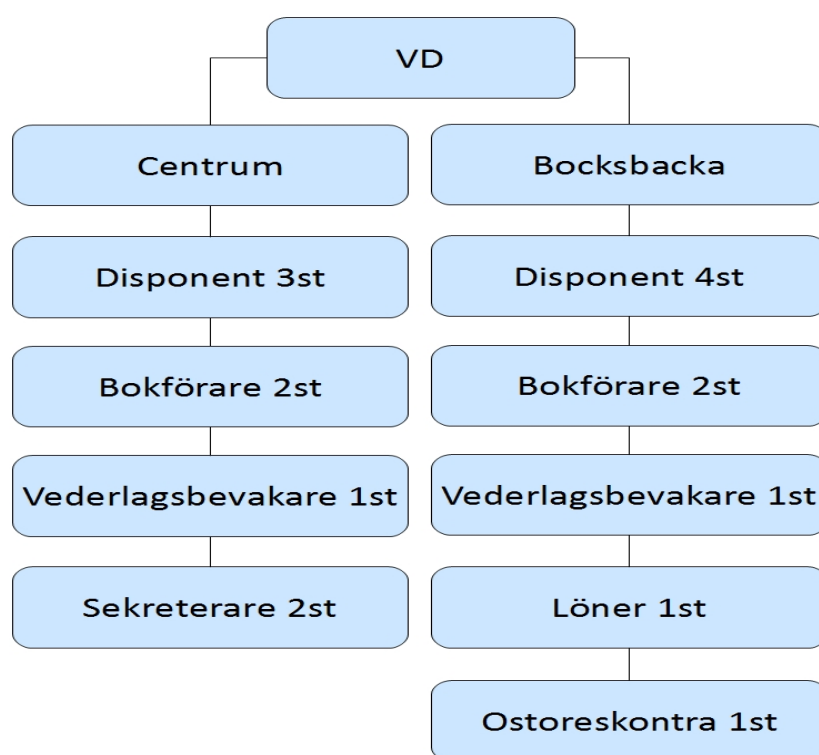 VD
Centrum
Disponent 3st
Bokförare 2st
Vederlagsbevakare 1st
Sekreterare 2st
Bocksbacka
Disponent 4st
Bokförare 2st
Vederlagsbevakare 1st
Löner 1st
Ostoreskontra 1st